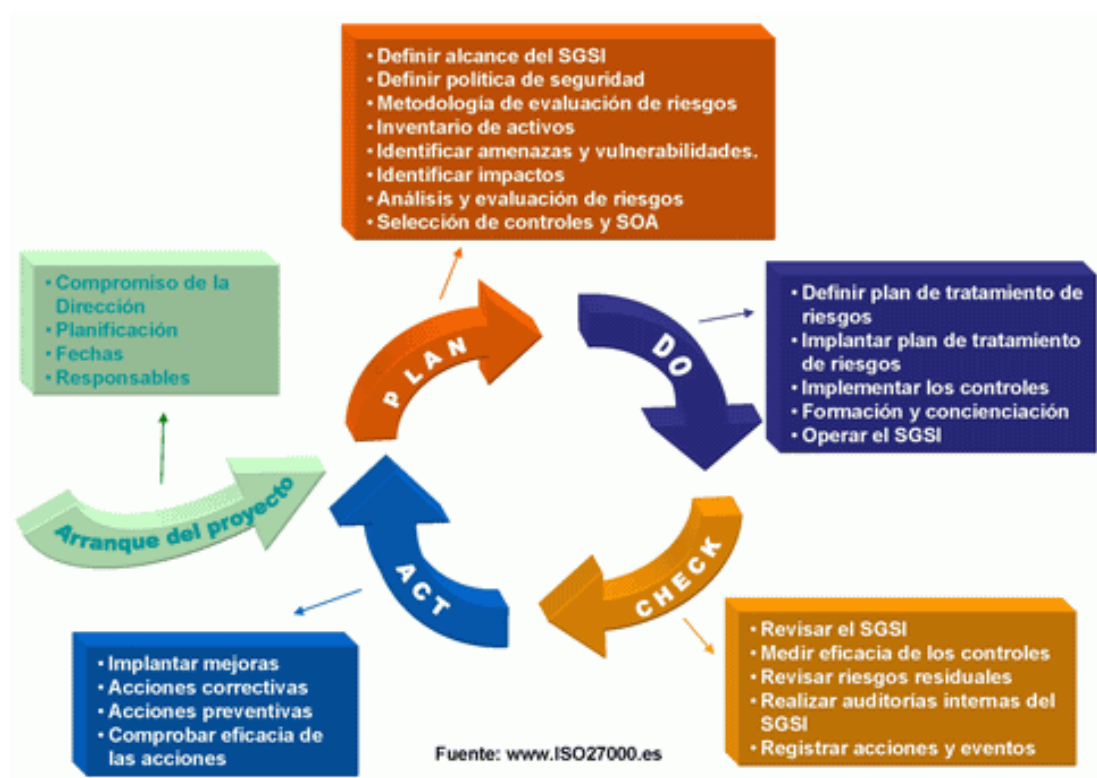 • Definir alcance del SGSI
• Definir política de seguridad
• Metodología de evaluación de riesgos
• Inventario de activos
• Identificar amenazas y vulnerabilidades.
• Identificar impactos
• Análisis y evaluación de riesgos
• Selección de controles y SOA
• Compromiso de la
Dirección
• Planificación
• Fechas
• Responsables
• Definir plan de tratamiento de
riesgos
• Implantar plan de tratamiento
de riesgos
• Implementar los controles
• Formación y concienciación
• Operar el SGSI
PLAN
DO
Arranque del proyecto
ACT
CHECK
• Implantar mejoras
• Acciones correctivas
• Acciones preventivas
• Comprobar eficacia de
las acciones
• Revisar el SGSI
• Medir eficacia de los controles
• Revisar riesgos residuales
• Realizar auditorías internas del
SGSI
• Registrar acciones y eventos
Fuente: www.ISO27000.es